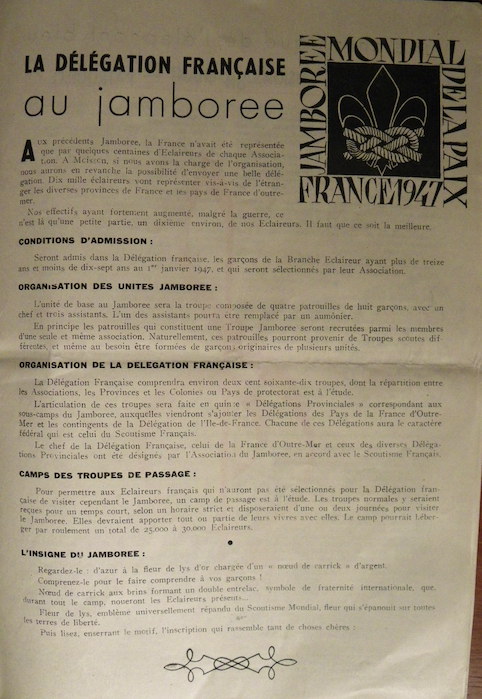 LA DÉLÉGATION FRANÇAISE
au jamboree
JAMBOREE MONDIAL DE LA PAIX
FRANCE 1947
AUX précédents Jamboree, la France n'avait été représentée
que par quelques centaines d'Eclaireurs de chaque Associa-
tion. A Moisson, si nous avons la charge de l'organisation,
nous aurons en revanche la possibilité d'envoyer une belle délé-
gation. Dix mille éclaireurs vont représenter vis-à-vis de l'étran-
ger les diverses provinces de France et les pays de France d'outre-
mer.
Nos effectifs ayant fortement augmenté, malgré la guerre, ce
n'est là qu'une petite partie, un dixième environ, de nos Eclaireurs. Il faut que ce soit la meilleure.
CONDITIONS D'ADMISSION :
Seront admis dans la Délégation française, les garçons de la Branche Eclaireur ayant plus de treize
ans et moins de dix-sept ans au 1er janvier 1947, et qui seront sélectionnés par leur Association.
ORGANISATION DES UNITES JAMBOREE :
L'unité de base au Jamboree sera la troupe composée de quatre patrouilles de huit garçons, avec un
chef et trois assistants. L'un des assistants pourra être remplacé par un aumônier.
En principe les patrouilles qui constituent une Troupe Jamboree seront recrutées parmi les membres
d'une seule et même association. Naturellement, ces patrouilles pourront provenir de Troupes scoutes dif-
férentes, et même au besoin être formées de garçons originaires de plusieurs unités.
ORGANISATION DE LA DELEGATION FRANÇAISE :
La Délégation Française comprendra environ deux cent soixante-dix troupes, dont la répartition entre
les Associations, les Provinces et les Colonies ou Pays de protectorat est à l'étude.
L'articulation de ces troupes sera faite en quinze « Délégations Provinciales » correspondant aux
sous-camps du Jamboree, auxquelles viendront s'ajouter les Délégations des Pays de la France d'Outre-
Mer et les contingents de la Délégation de l'Ile-de-France. Chacune de ces Délégations aura le caractère
fédéral qui est celui du Scoutisme Français.
Le chef de la Délégation Française, celui de la France d'Outre-Mer et ceux des diverses Déléga-
tions Provinciales ont été désignés par l'Association du Jamboree, en accord avec le Scoutisme Français.
CAMPS DES TROUPES DE PASSAGE :
Pour permettre aux Eclaireurs français qui n'auront pas été sélectionnés pour la Délégation fran-
çaise de visiter cependant le Jamboree, un camp de passage est à l'étude. Les troupes normales y seraient
reçues pour un temps court, selon un horaire strict et disposeraient d'une ou deux journées pour visiter
le Jamboree. Elles devraient apporter tout ou partie de leurs vivres avec elles. Le camp pourrait héber-
ger par roulement un total de 25.000 à 30.000 Eclaireurs.
L'INSIGNE DU JAMBOREE :
Regardez-le : d'azur à la fleur de lys d'or chargée d'un « nœud de carrick » d'argent.
Comprenez-le pour le faire comprendre à vos garçons !
Nœud de carrick aux brins formant un double entrelac, symbole de fraternité internationale, que,
durant tout le camp, noueront les Eclaireurs présents...
Fleur de lys, emblème universellement répandu du Scoutisme Mondial, fleur qui s'épanouit sur toutes
les terres de liberté.
Puis lisez, enserrant le motif, l'inscription qui rassemble tant de choses chères :